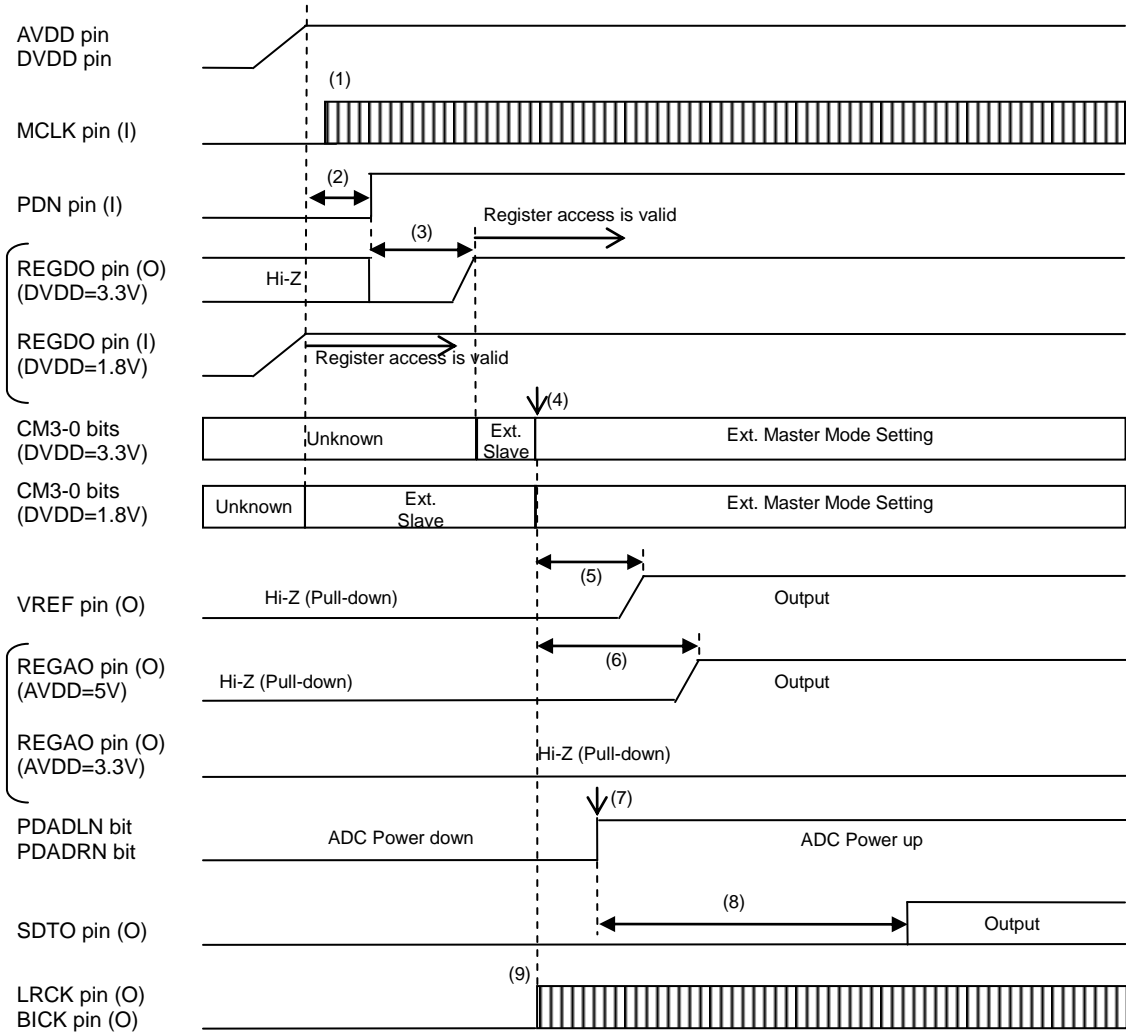 AVDD pin
DVDD pin
(1)
MCLK pin (I)
(2)
PDN pin (I)
Register access is valid
(3)
REGDO pin (O)
(DVDD=3.3V)
Hi-Z
REGDO pin (I)
(DVDD=1.8V)
Register access is valid
(4)
CM3-0 bits
(DVDD=3.3V)
Unknown
Ext.
Slave
Ext. Master Mode Setting
CM3-0 bits
(DVDD=1.8V)
Unknown
Ext.
Slave
Ext. Master Mode Setting
(5)
VREF pin (O)
Hi-Z (Pull-down)
Output
(6)
REGAO pin (O)
(AVDD=5V)
Hi-Z (Pull-down)
Output
REGAO pin (O)
(AVDD=3.3V)
Hi-Z (Pull-down)
(7)
PDADLN bit
PDADRN bit
ADC Power down
ADC Power up
(8)
SDTO pin (O)
Output
(9)
LRCK pin (O)
BICK pin (O)